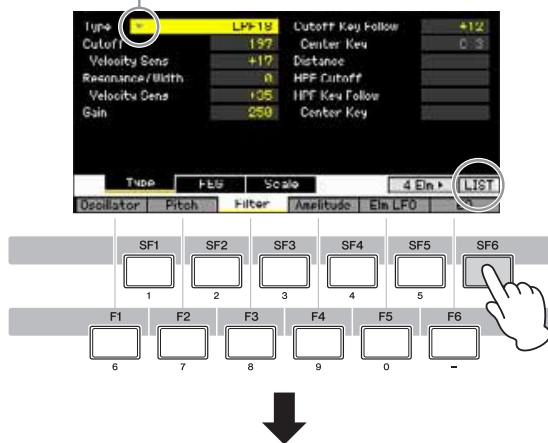 Type LPF18 Cutoff Key Follow +12
Cutoff 197 Center Key C 3
Velocity Sens +17 Distance
Resonance/Width 0 HPF Cutoff
Velocity Sens +35 HPF Key Follow
Gain 250 Center Key
Type FEG Scale 4 Elm LIST
Oscillator Pitch Filter Amplitude Elm LFO
SF1 SF2 SF3 SF4 SF5 SF6
1 2 3 4 5
F1 F2 F3 F4 F5 F6
6 7 8 9 0 –